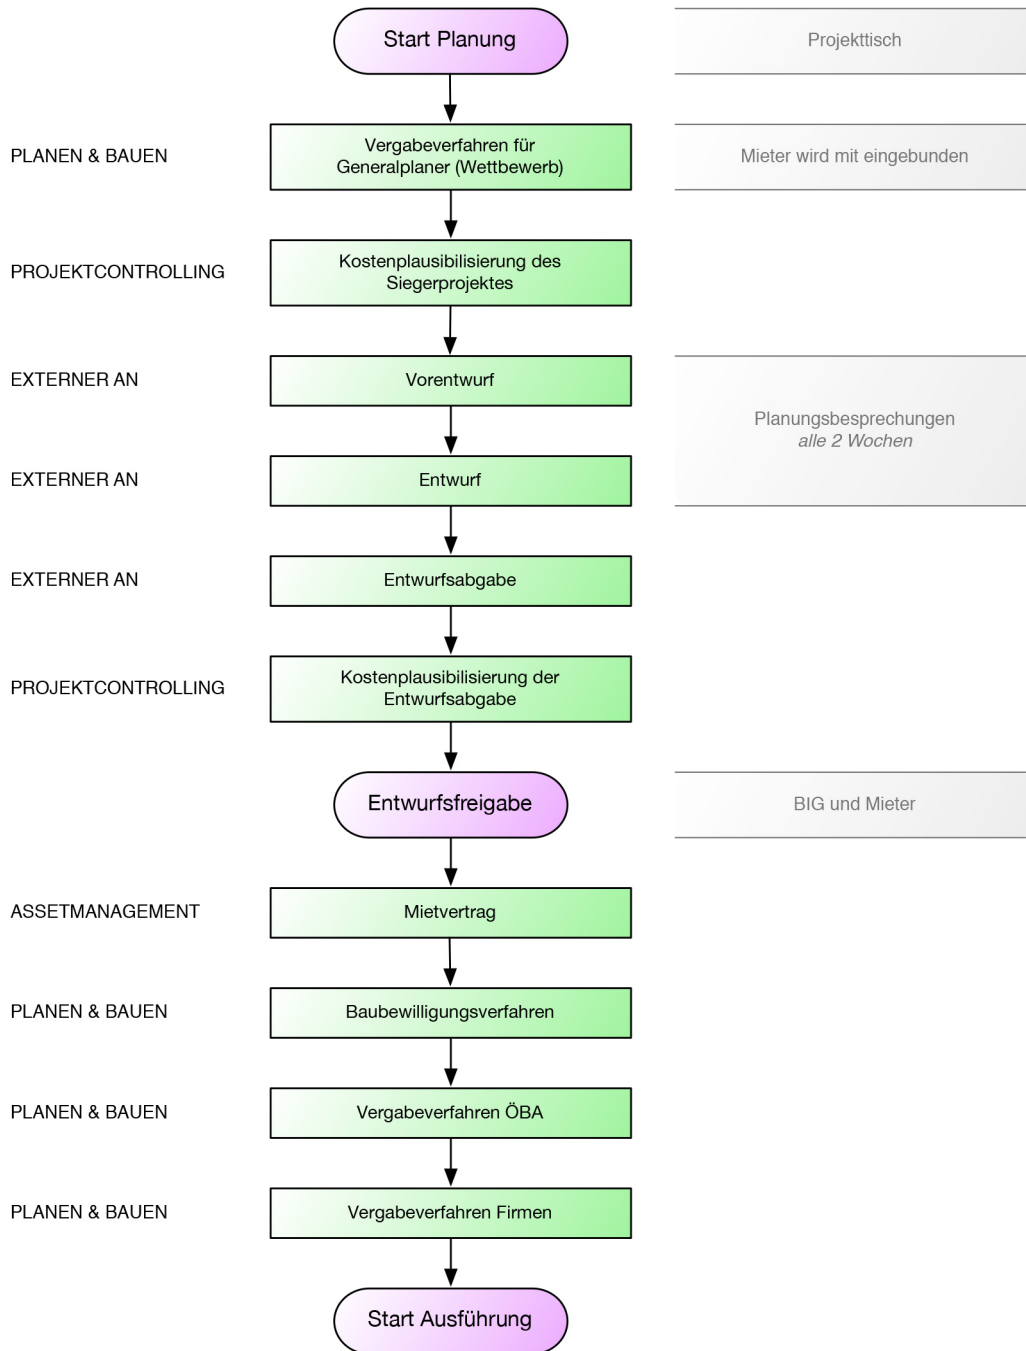 Start Planung
Projekttisch
PLANEN & BAUEN
Vergabeverfahren für
Generalplaner (Wettbewerb)
Mieter wird mit eingebunden
PROJEKTCONTROLLING
Kostenplausibilisierung des
Siegerprojektes
EXTERNER AN
Vorentwurf
Planungsbesprechungen
alle 2 Wochen
EXTERNER AN
Entwurf
EXTERNER AN
Entwurfsabgabe
PROJEKTCONTROLLING
Kostenplausibilisierung der
Entwurfsabgabe
Entwurfsfreigabe
BIG und Mieter
ASSETMANAGEMENT
Mietvertrag
PLANEN & BAUEN
Baubewilligungsverfahren
PLANEN & BAUEN
Vergabeverfahren ÖBA
PLANEN & BAUEN
Vergabeverfahren Firmen
Start Ausführung